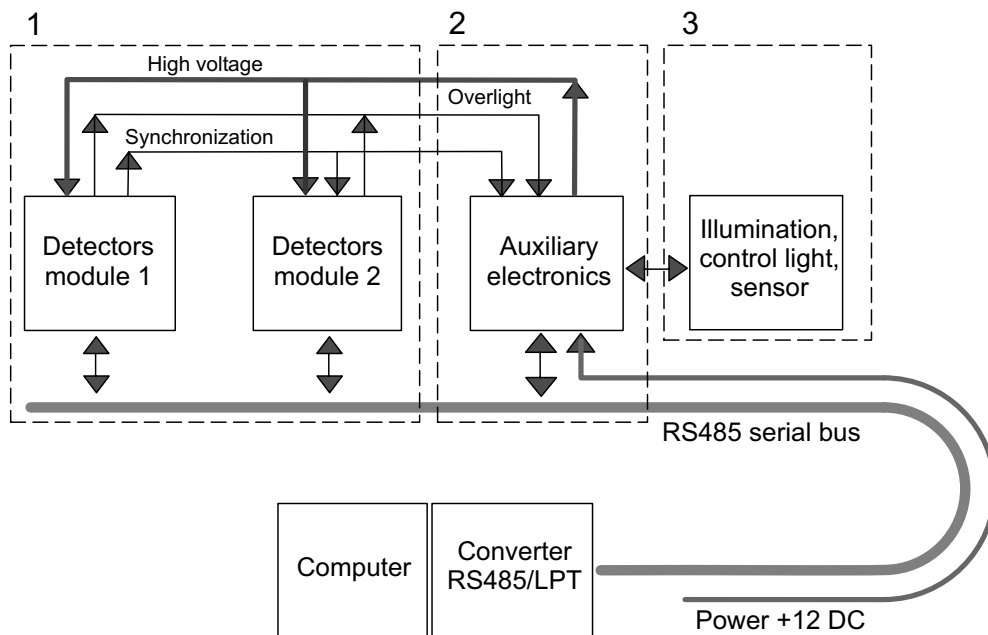 1
2
3
High voltage
Overlight
Synchronization
Detectors
module 1
Detectors
module 2
Auxiliary
electronics
Illumination,
control light,
sensor
RS485 serial bus
Computer
Converter
RS485/LPT
Power +12 DC